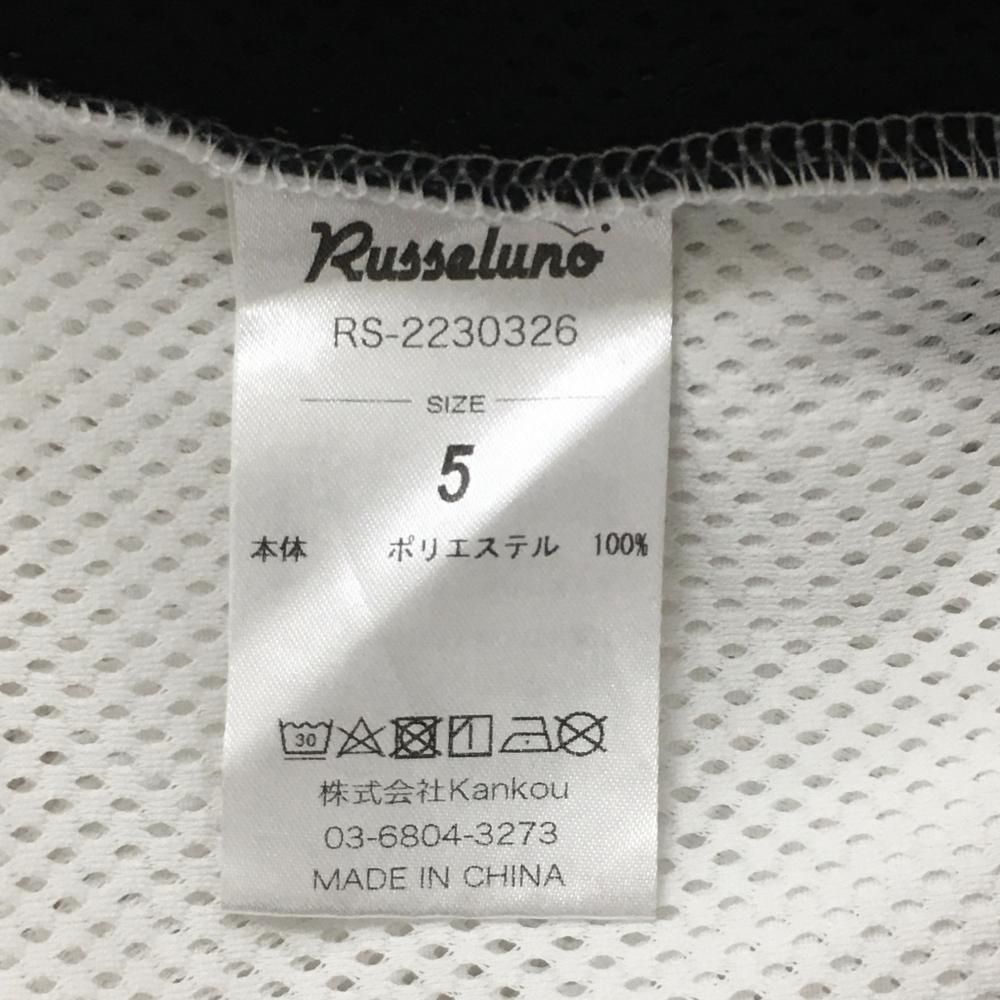 Russeluno
RS-2230326
SIZE
5
本体 ポリエステル 100%
30
株式会社Kankou
03-6804-3273
MADE IN CHINA